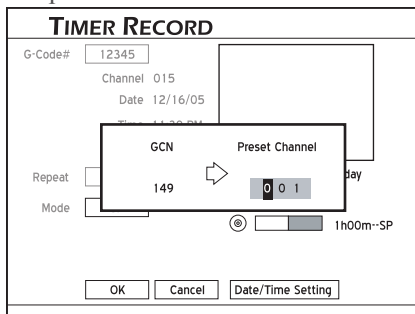 TIMER RECORD
G-Code# 12345
Channel 015
Date 12/16/05
GCN Preset Channel
149 0 0 1
Repeat day
Mode
1h00m--SP
OK Cancel Date/Time Setting